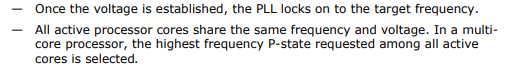 — Once the voltage is established, the PLL locks on to the target frequency.
— All active processor cores share the same frequency and voltage. In a multi-
core processor, the highest frequency P-state requested among all active
cores is selected.